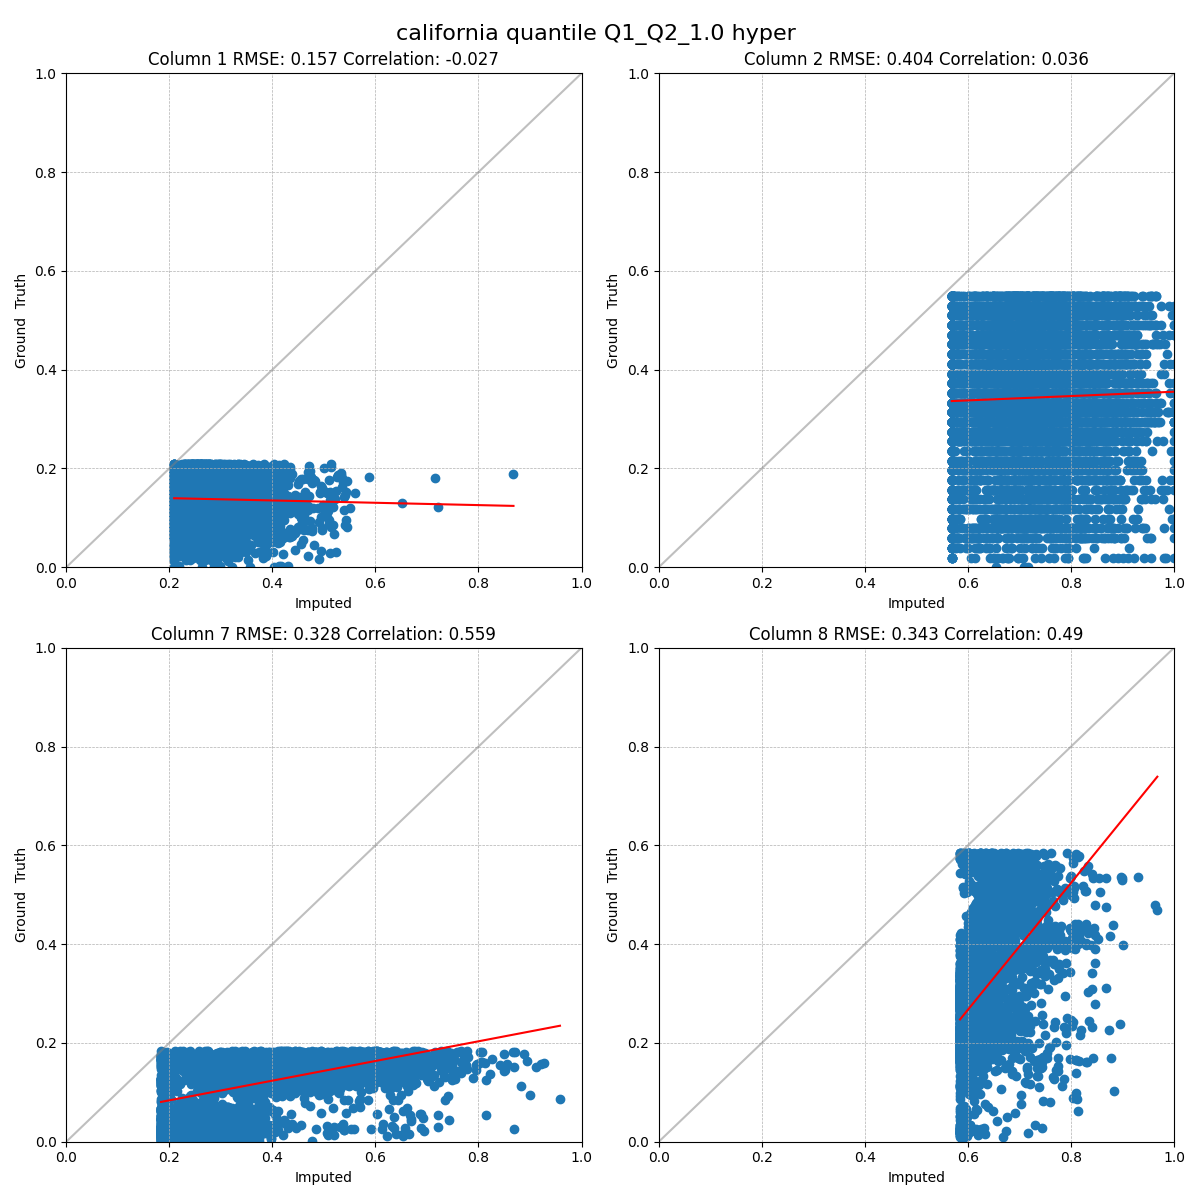 california quantile Q1_Q2_1.0 hyper
Column 1 RMSE: 0.157 Correlation: -0.027
1.0
0.8
0.6
0.4
0.2
0.0
Ground Truth
0.0 0.2 0.4 0.6 0.8 1.0
Imputed
Column 2 RMSE: 0.404 Correlation: 0.036
1.0
0.8
0.6
0.4
0.2
0.0
Ground Truth
0.0 0.2 0.4 0.6 0.8 1.0
Imputed
Column 7 RMSE: 0.328 Correlation: 0.559
1.0
0.8
0.6
0.4
0.2
0.0
Ground Truth
0.0 0.2 0.4 0.6 0.8 1.0
Imputed
Column 8 RMSE: 0.343 Correlation: 0.49
1.0
0.8
0.6
0.4
0.2
0.0
Ground Truth
0.0 0.2 0.4 0.6 0.8 1.0
Imputed